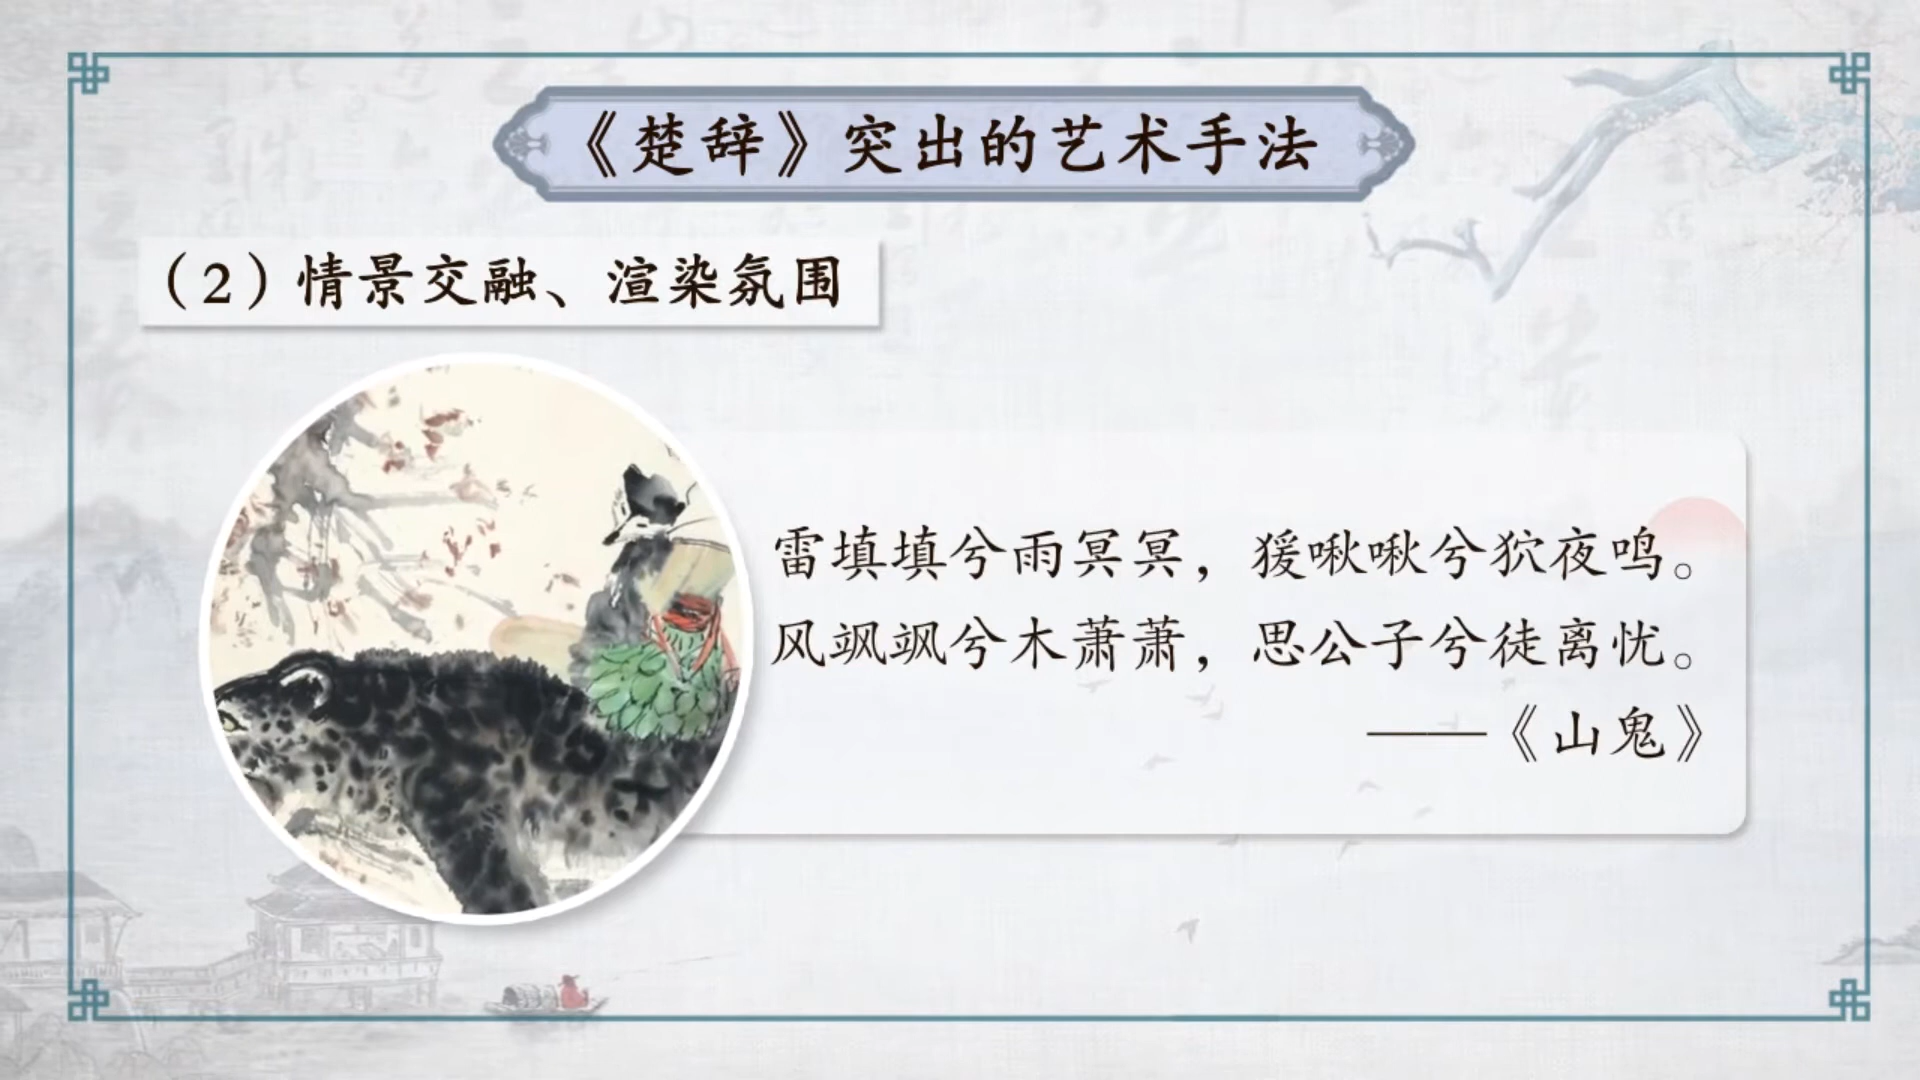 《楚辞》突出的艺术手法
（2）情景交融、渲染氛围
雷填填兮雨冥冥，猨啾啾兮狖夜鸣。
风飒飒兮木萧萧，思公子兮徒离忧。
——《山鬼》